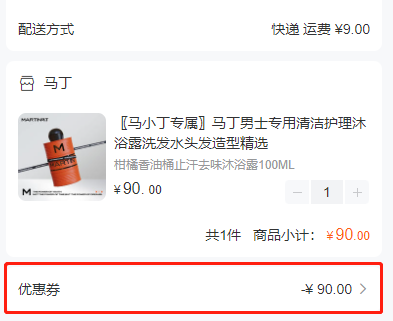 配送方式 快递 运费 ¥9.00
马丁
〖马小丁专属〗马丁男士专用清洁护理沐
浴露洗发水头发造型精选
柑橘香油桶止汗去味沐浴露100ML
¥90.00
1
共1件 商品小计： ¥90.00
优惠券 -¥ 90.00
MARTINPIZ
M
M